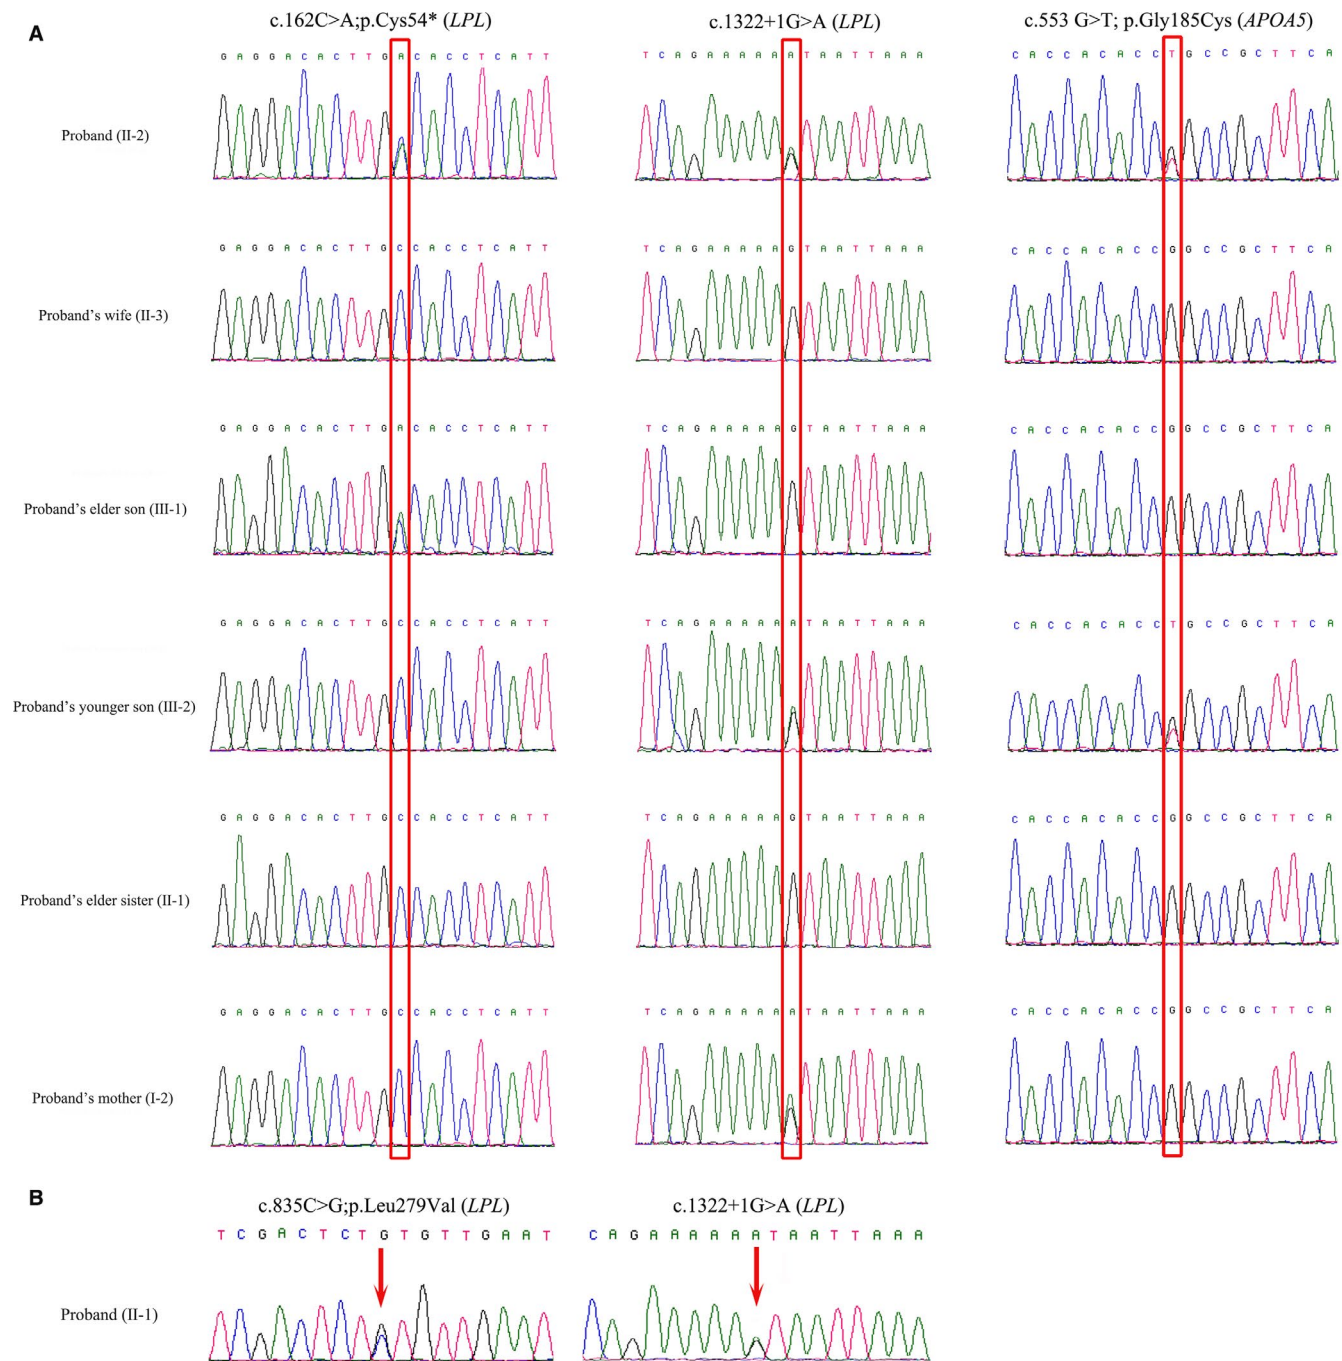 A
c.162C>A;p.Cys54* (LPL) c.1322+1G>A (LPL) c.553 G>T; p.Gly185Cys (APOA5)
G A G G A C A C T T G A C A C C T C A T T T C A G A A A A A A T A A T T A A A C A C C A C A C C T G C C G C T T C A
Proband (II-2)
G A G G A C A C T T G C C A C C T C A T T T C A G A A A A A G T A A T T A A A C A C C A C A C C G G C C G C T T C A
Proband's wife (II-3)
G A G G A C A C T T G A C A C C T C A T T T C A G A A A A A G T A A T T A A A C A C C A C A C C G G C C G C T T C A
Proband's elder son (III-1)
G A G G A C A C T T G C C A C C T C A T T T C A G A A A A A A T A A T T A A A C A C C A C A C C T G C C G C T T C A
Proband's younger son (III-2)
G A G G A C A C T T G C C A C C T C A T T T C A G A A A A A G T A A T T A A A C A C C A C A C C G G C C G C T T C A
Proband's elder sister (II-1)
G A G G A C A C T T G C C A C C T C A T T T C A G A A A A A A T A A T T A A A C A C C A C A C C G G C C G C T T C A
Proband's mother (I-2)
B
c.835C>G;p.Leu279Val (LPL) c.1322+1G>A (LPL)
T C G A C T C T G T G T T G A A T C A G A A A A A A T A A T T A A A
Proband (II-1)